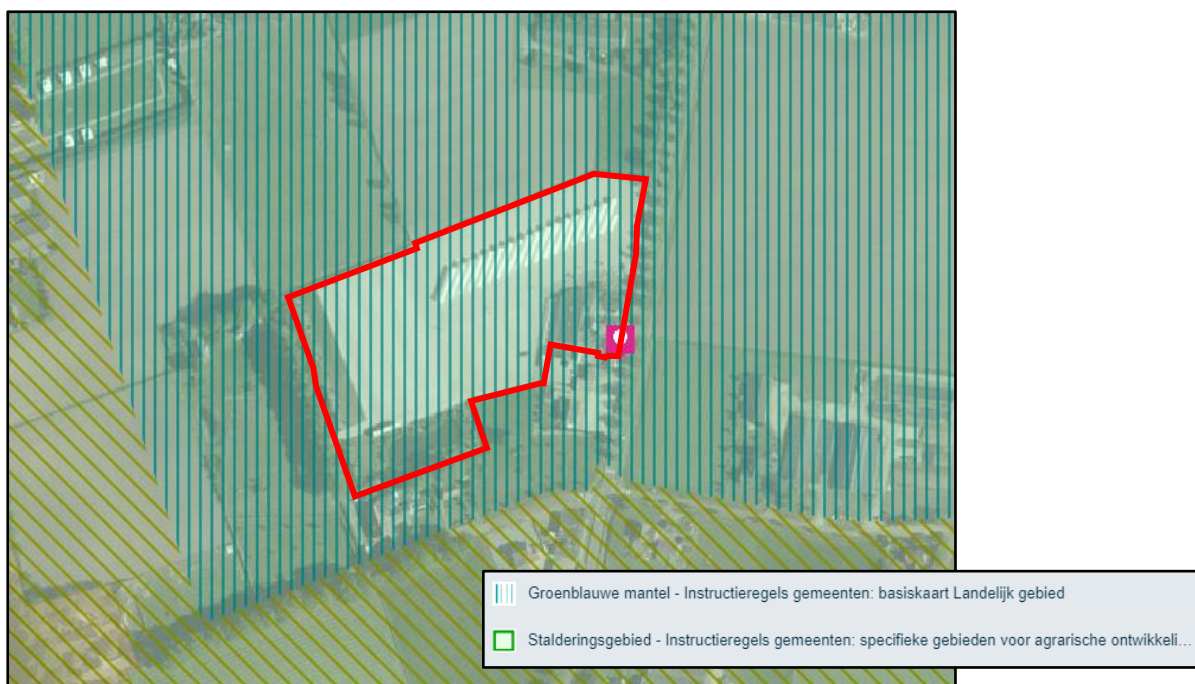 Groenblauwe mantel - Instructieregels gemeenten: basiskaart Landelijk gebied
Stalderingsgebied - Instructieregels gemeenten: specifieke gebieden voor agrarische ontwikkeli...